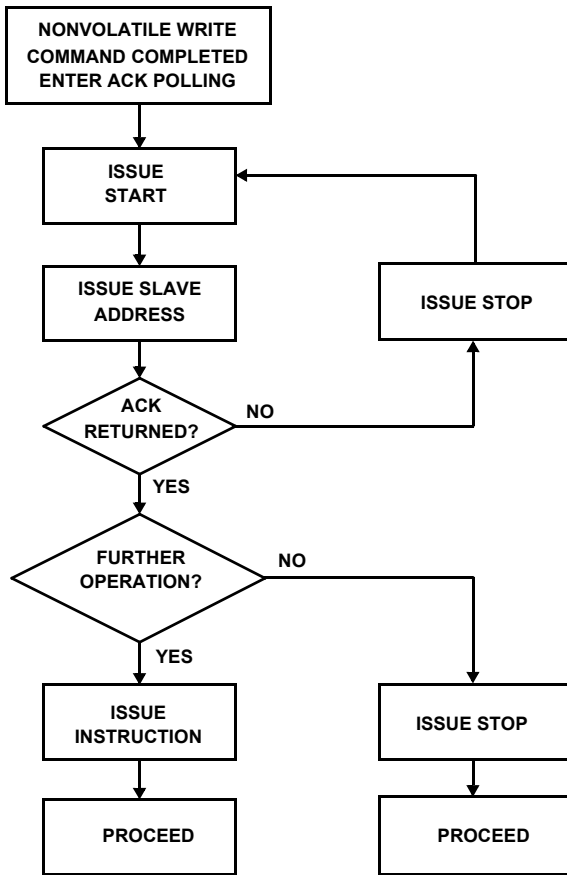 NONVOLATILE WRITE
COMMAND COMPLETED
ENTER ACK POLLING
ISSUE
START
ISSUE SLAVE
ADDRESS
ISSUE STOP
ACK
RETURNED?
NO
YES
FURTHER
OPERATION?
NO
YES
ISSUE
INSTRUCTION
ISSUE STOP
PROCEED
PROCEED